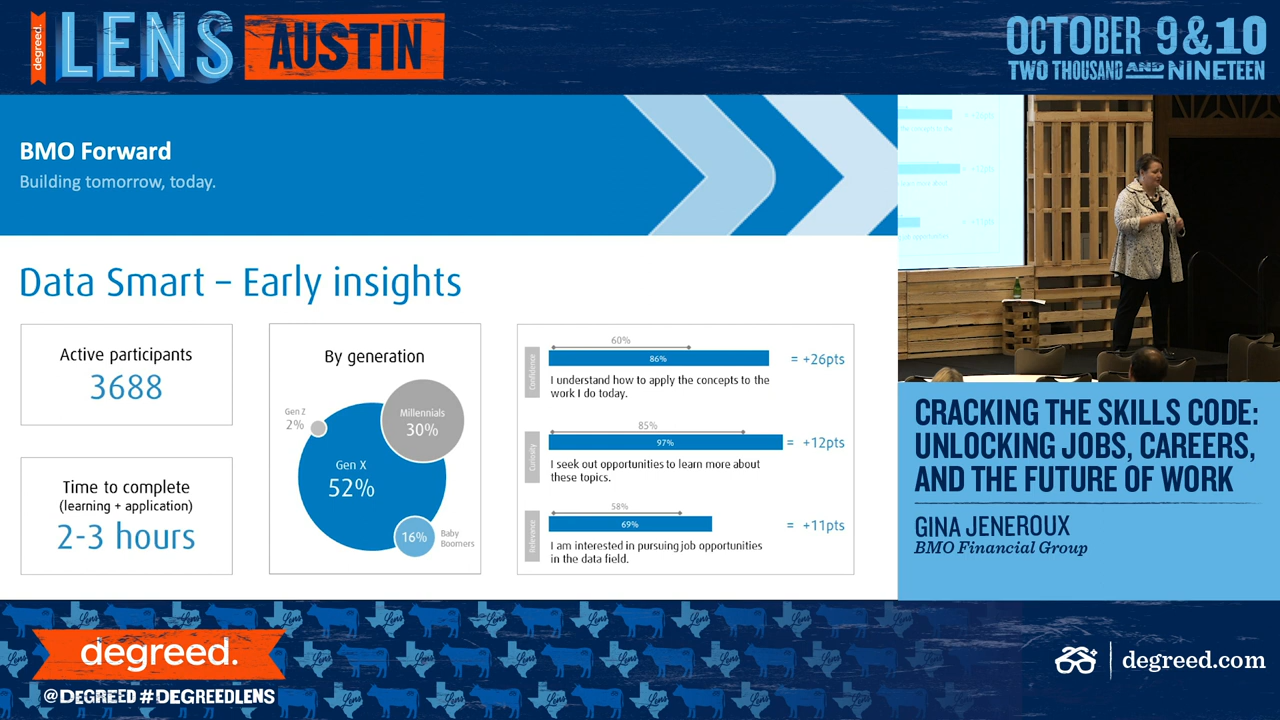 degreed.
LENS
AUSTIN
OCTOBER 9&10
TWO THOUSAND AND NINETEEN
BMO Forward
Building tomorrow, today.
Data Smart – Early insights
Active participants
3688
Time to complete
(learning + application)
2-3 hours
By generation
Gen Z
2%
Millennials
30%
Gen X
52%
16%
Baby
Boomers
Confidence
60%
86%
= +26pts
I understand how to apply the concepts to the
work I do today.
Curiosity
85%
97%
= +12pts
I seek out opportunities to learn more about
these topics.
Relevance
58%
69%
= +11pts
I am interested in pursuing job opportunities
in the data field.
CRACKING THE SKILLS CODE:
UNLOCKING JOBS, CAREERS,
AND THE FUTURE OF WORK
GINA JENEROUX
BMO Financial Group
degreed.
@DEGREED #DEGREEDLENS
degreed.com